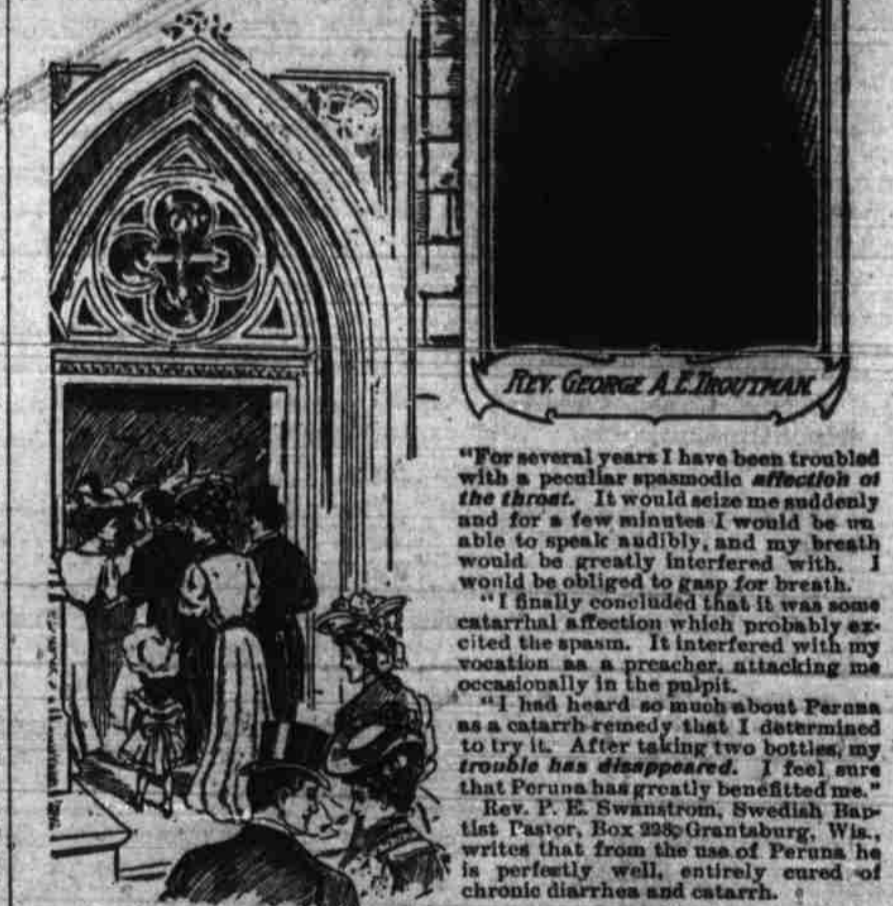 REV. GEORGE A. E. TROUTMAN
"For several years I have been troubled
with a peculiar spasmodic affection of
the throat. It would seize me suddenly
and for a few minutes I would be un
able to speak audibly, and my breath
would be greatly interfered with. I
would be obliged to gasp for breath.
"I finally concluded that it was some
catarrhal affection which probably ex-
cited the spasm. It interfered with my
vocation as a preacher, attacking me
occasionally in the pulpit.
"I had heard so much about Peruna
as a catarrh remedy that I determined
to try it. After taking two bottles, my
trouble has disappeared. I feel sure
that Peruna has greatly benefitted me."
Rev. P. E. Swanstrom, Swedish Bap-
tist Pastor, Box 228, Grantsburg, Wis.,
writes that from the use of Peruna he
is perfectly well, entirely cured of
chronic diarrhea and catarrh.